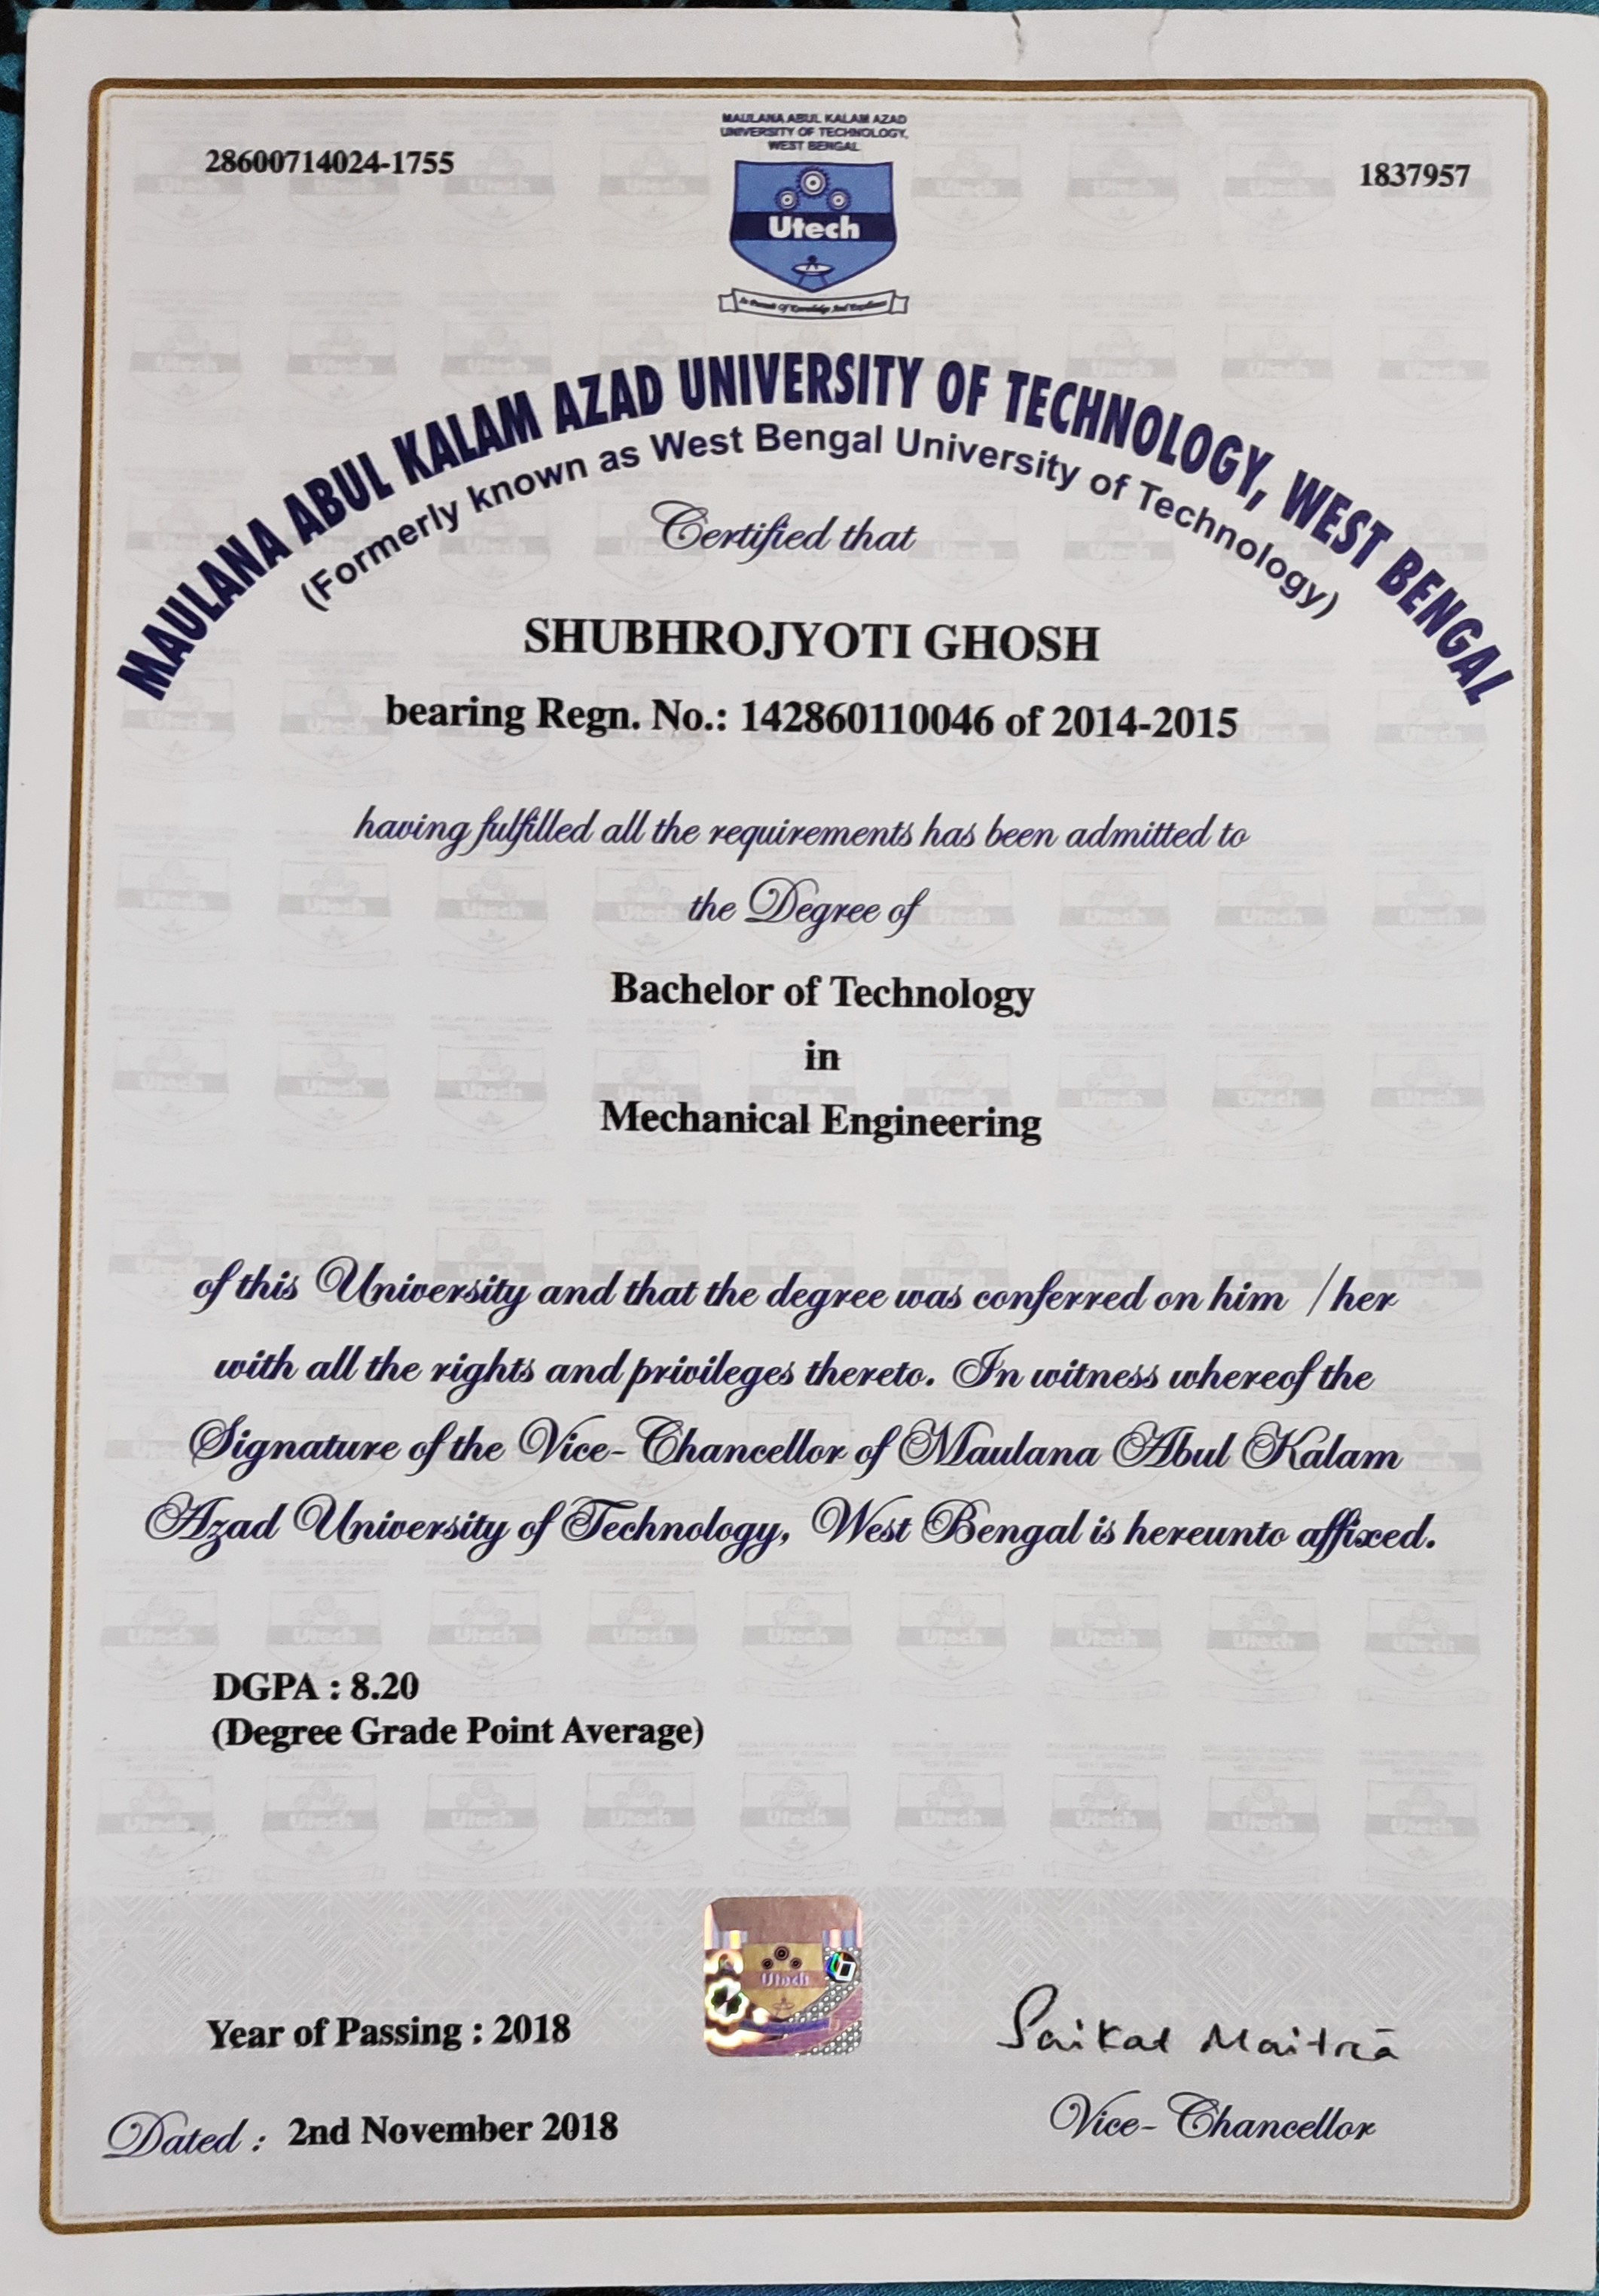 28600714024-1755
MAULANA ABUL KALAM AZAD
UNIVERSITY OF TECHNOLOGY,
WEST BENGAL
1837957
Utech
In Pursuit Of Knowledge And Excellence
MAULANA ABUL KALAM AZAD UNIVERSITY OF TECHNOLOGY, WEST BENGAL
(Formerly known as West Bengal University of Technology)
Certified that
SHUBHROJYOTI GHOSH
bearing Regn. No.: 142860110046 of 2014-2015
having fulfilled all the requirements has been admitted to
the Degree of
Bachelor of Technology
in
Mechanical Engineering
of this University and that the degree was conferred on him / her
with all the rights and privileges thereto. In witness whereof the
Signature of the Vice-Chancellor of Maulana Abul Kalam
Azad University of Technology, West Bengal is hereunto affixed.
DGPA : 8.20
(Degree Grade Point Average)
Utech
Year of Passing : 2018
Saikat Maitra
Dated : 2nd November 2018
Vice-Chancellor